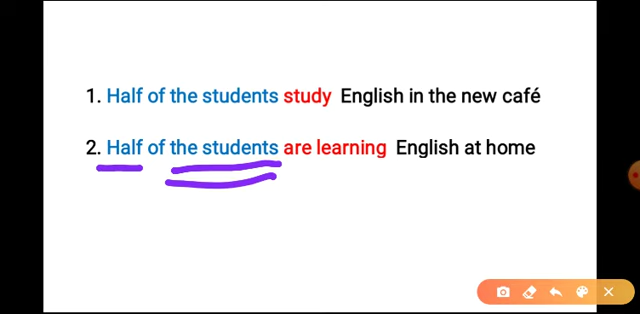 1. Half of the students study English in the new café
2. Half of the students are learning English at home